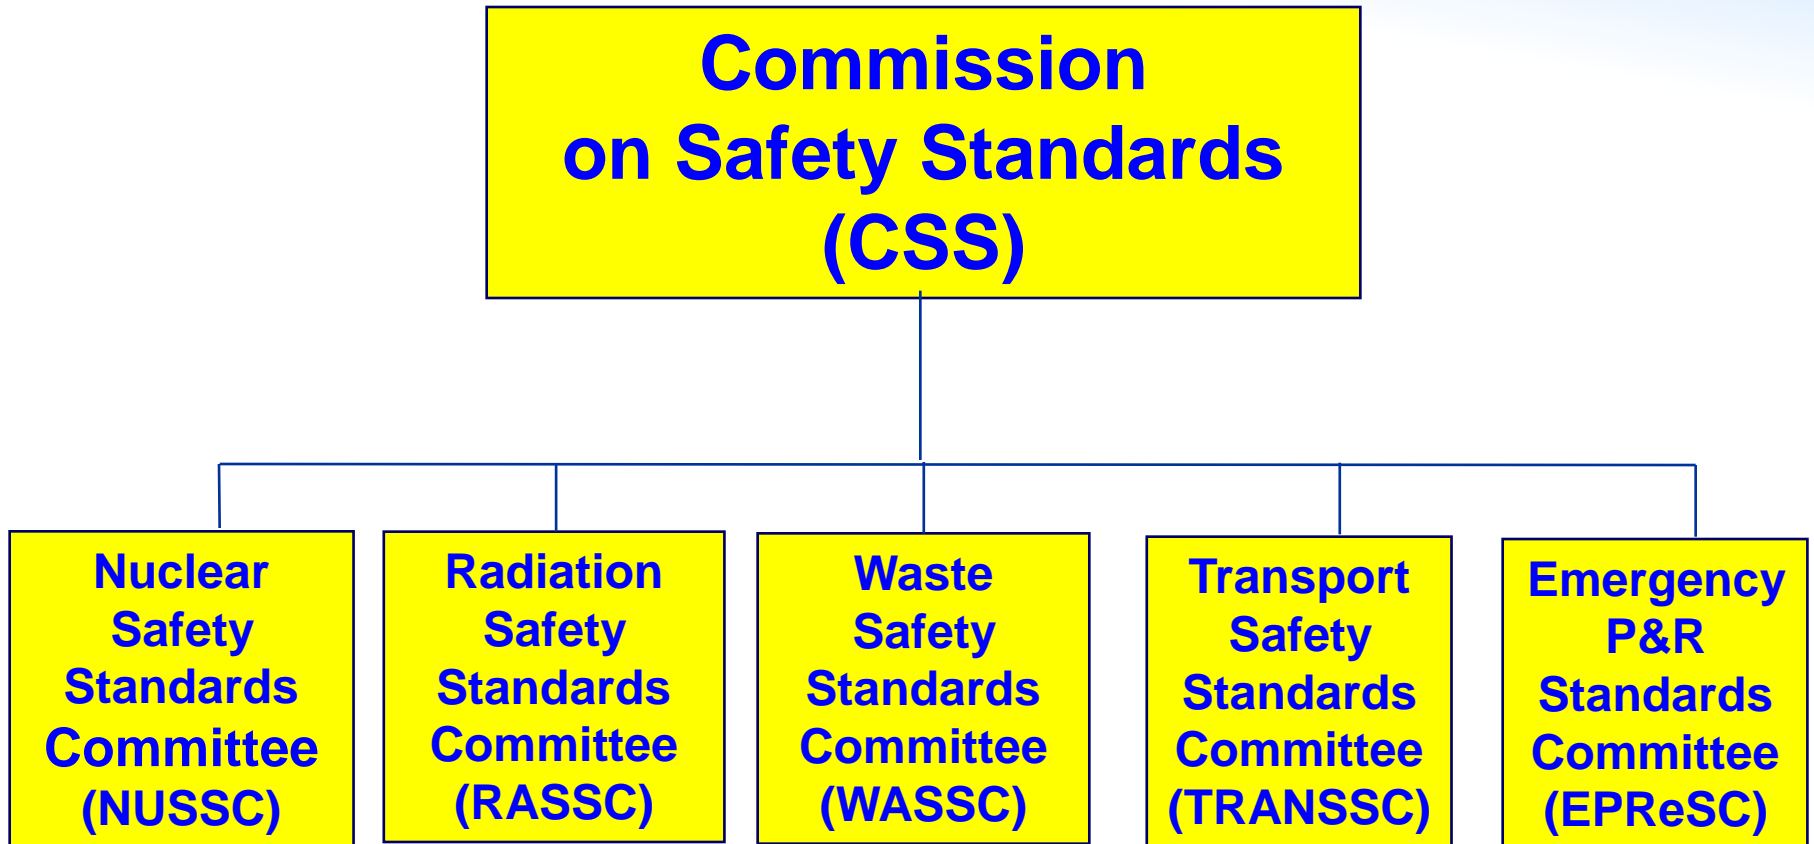 Commission
on Safety Standards
(CSS)
Nuclear
Safety
Standards
Committee
(NUSSC)
Radiation
Safety
Standards
Committee
(RASSC)
Waste
Safety
Standards
Committee
(WASSC)
Transport
Safety
Standards
Committee
(TRANSSC)
Emergency
P&R
Standards
Committee
(EPReSC)